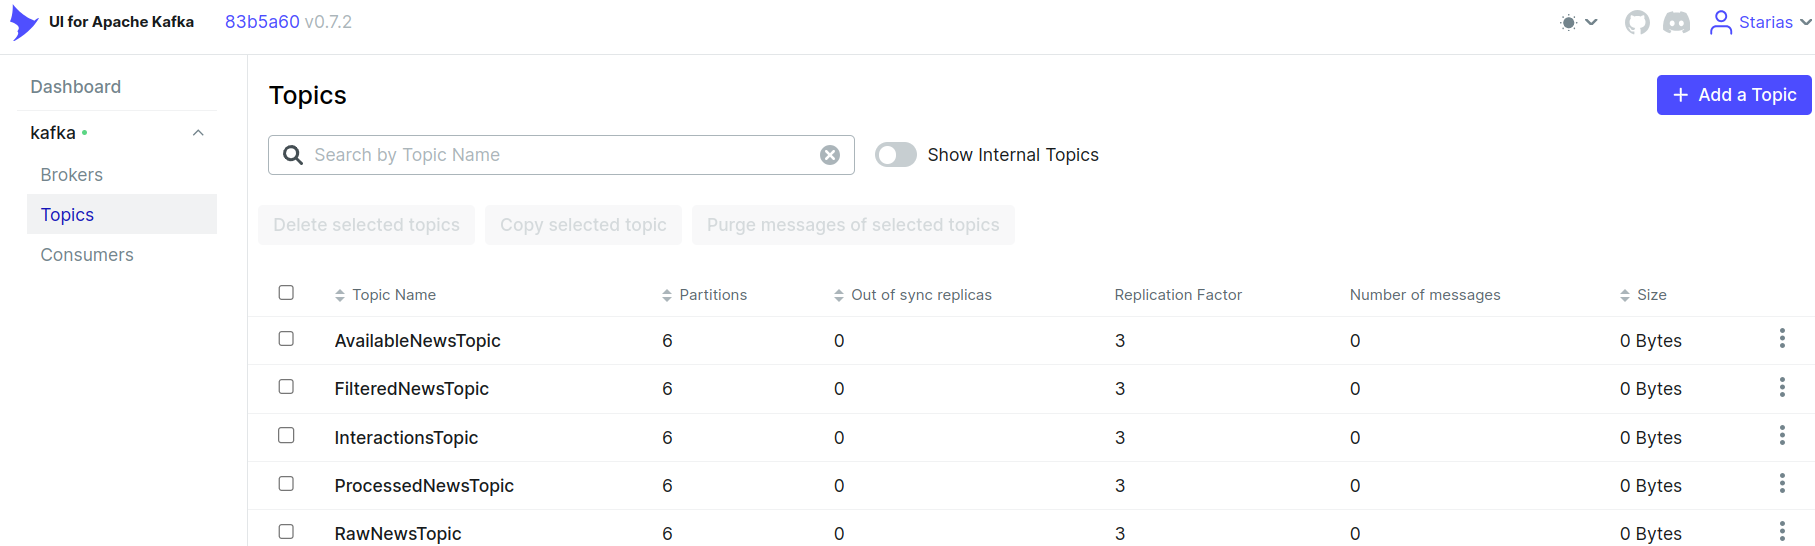 UI for Apache Kafka 83b5a60 v0.7.2 Starias
Dashboard
kafka
Brokers
Topics
Consumers
Topics
Add a Topic
Search by Topic Name
Show Internal Topics
Delete selected topics Copy selected topic Purge messages of selected topics
Topic Name Partitions Out of sync replicas Replication Factor Number of messages Size
AvailableNewsTopic 6 0 3 0 0 Bytes
FilteredNewsTopic 6 0 3 0 0 Bytes
InteractionsTopic 6 0 3 0 0 Bytes
ProcessedNewsTopic 6 0 3 0 0 Bytes
RawNewsTopic 6 0 3 0 0 Bytes